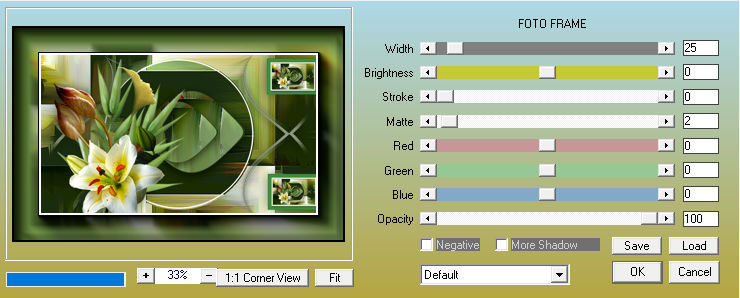 FOTO FRAME
Width 25
Brightness 0
Stroke 0
Matte 2
Red 0
Green 0
Blue 0
Opacity 100
Negative More Shadow Save Load
+ 33% − 1:1 Corner View Fit
Default OK Cancel